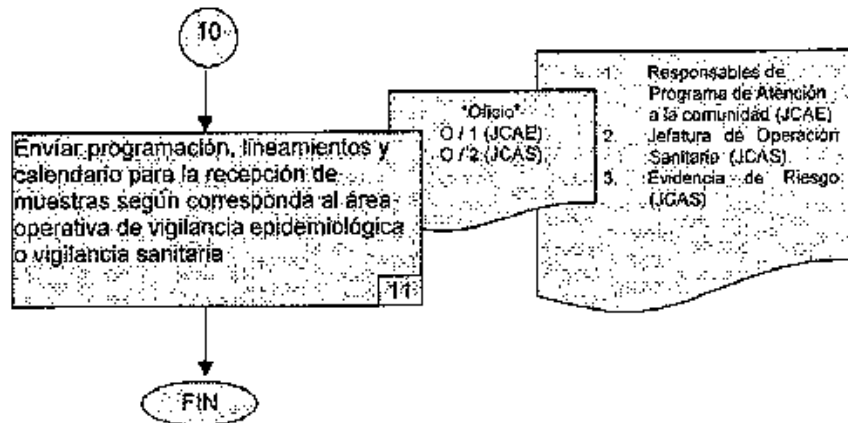 10
Enviar programación, lineamientos y
calendario para la recepción de
muestras según corresponda al área
operativa de vigilancia epidemiológica
o vigilancia sanitaria
11
"Oficio"
O / 1 (JCAE)
O / 2 (JCAS)
1. Responsables de
Programa de Atención
a la comunidad (JCAE)
2. Jefatura de Operación
Sanitario (JCAS)
3. Evidencia de Riesgo
(JCAS)
FIN